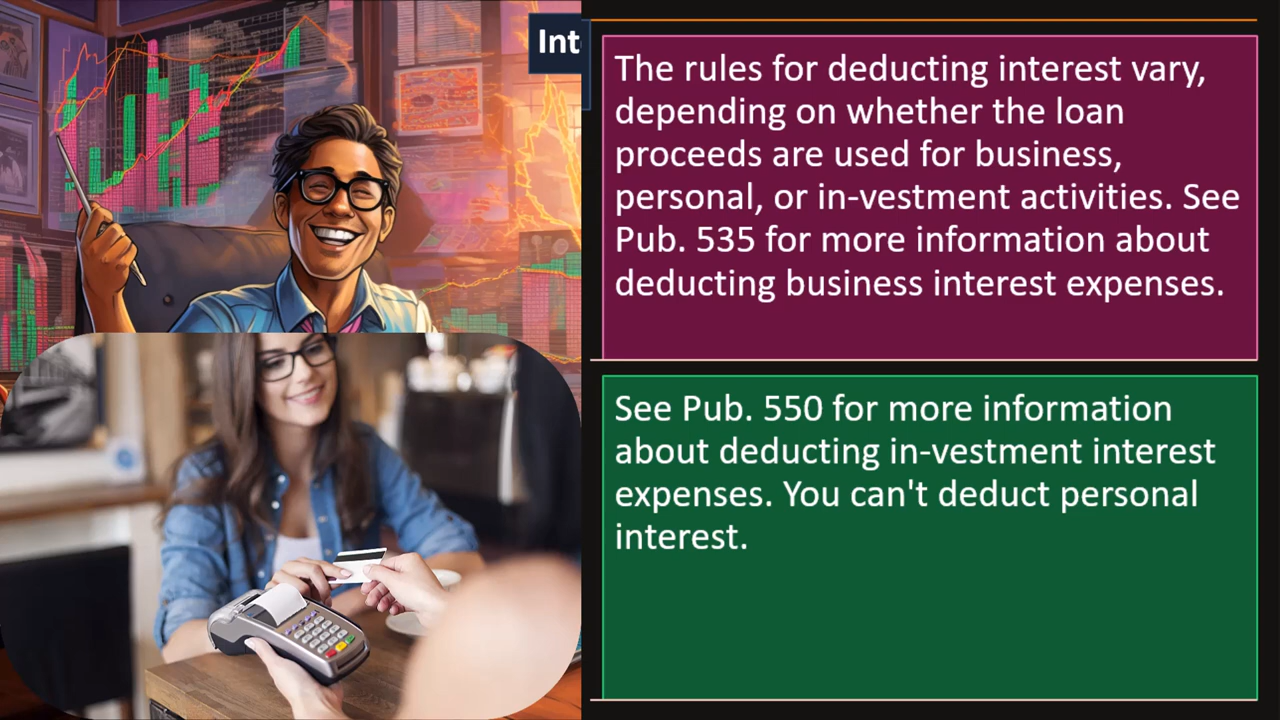 Int
The rules for deducting interest vary,
depending on whether the loan
proceeds are used for business,
personal, or in-vestment activities. See
Pub. 535 for more information about
deducting business interest expenses.
See Pub. 550 for more information
about deducting in-vestment interest
expenses. You can't deduct personal
interest.